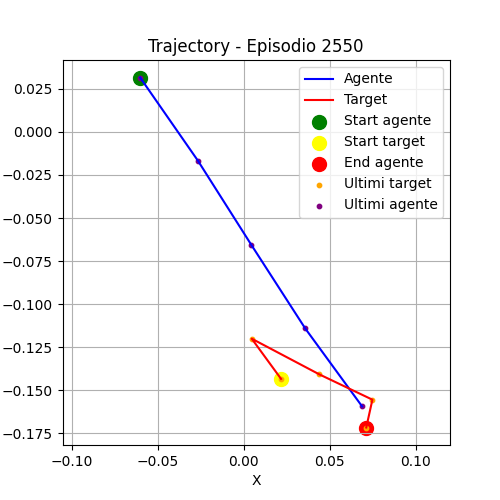 Trajectory - Episodio 2550
Agente
Target
Start agente
Start target
End agente
Ultimi target
Ultimi agente
0.025
0.000
−0.025
−0.050
−0.075
−0.100
−0.125
−0.150
−0.175
−0.10 −0.05 0.00 0.05 0.10
X